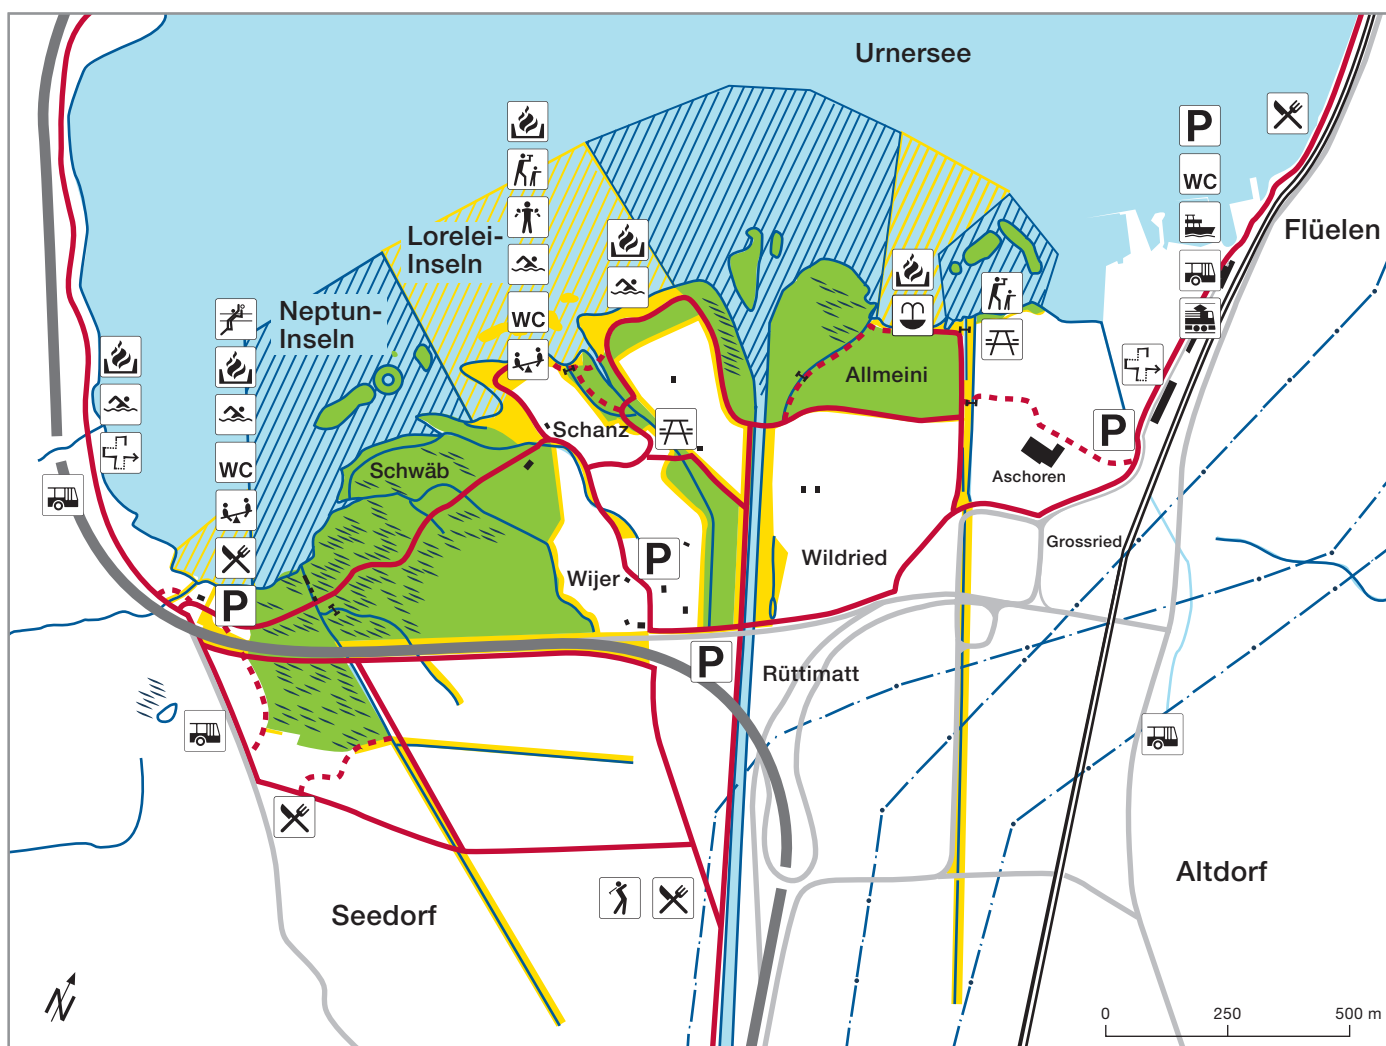 Urnersee
P
WC
Flüelen
Lorelei-
Inseln
WC
Neptun-
Inseln
WC
P
Allmeini
Schanz
P
Schwäb
Aschoren
Grossried
Wildried
P
Wijer
P
Rüttimatt
Altdorf
Seedorf
N
0 250 500 m